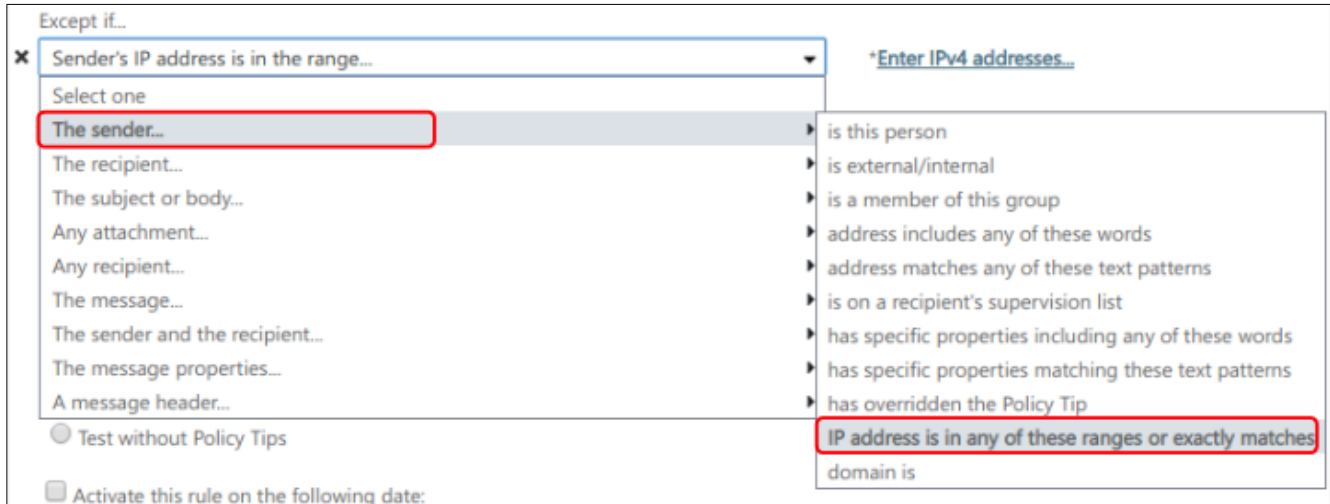 Except if...
Sender's IP address is in the range...
*Enter IPv4 addresses...
Select one
The sender...
The recipient...
The subject or body...
Any attachment...
Any recipient...
The message...
The sender and the recipient...
The message properties...
A message header...
is this person
is external/internal
is a member of this group
address includes any of these words
address matches any of these text patterns
is on a recipient's supervision list
has specific properties including any of these words
has specific properties matching these text patterns
has overridden the Policy Tip
IP address is in any of these ranges or exactly matches
domain is
Test without Policy Tips
Activate this rule on the following date: